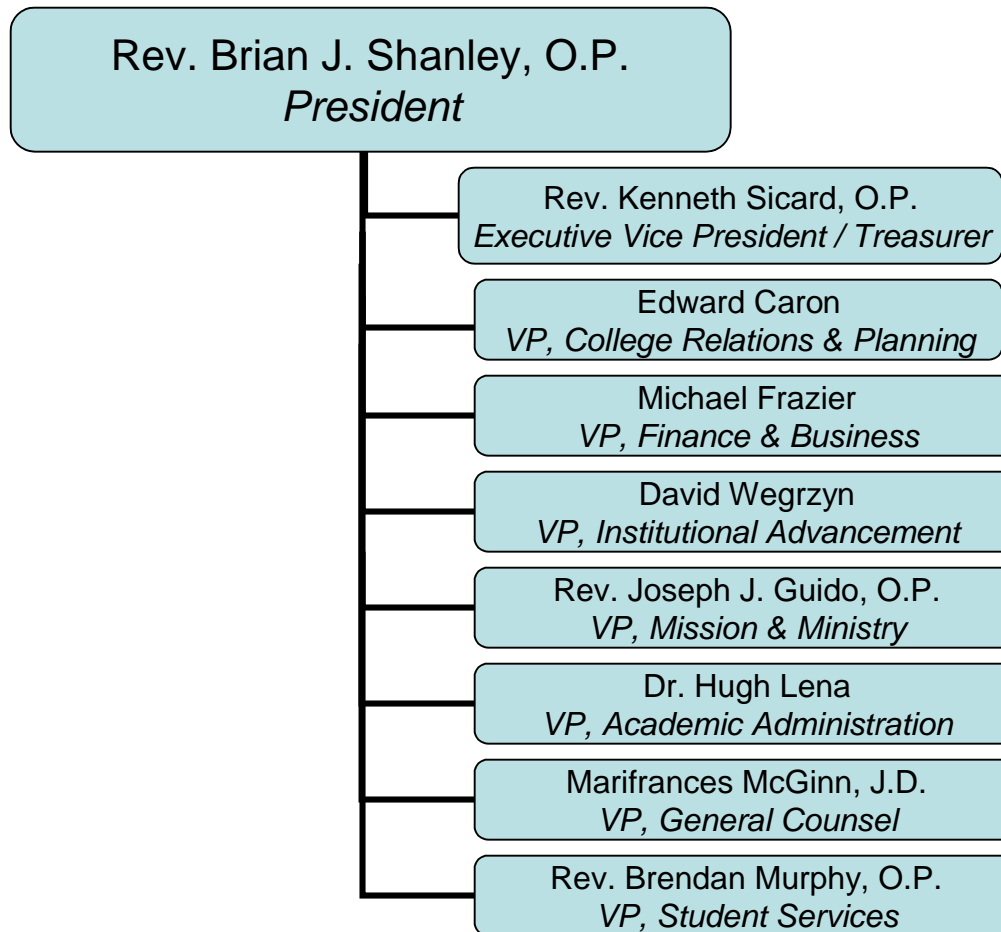 Rev. Brian J. Shanley, O.P.
President
Rev. Kenneth Sicard, O.P.
Executive Vice President / Treasurer
Edward Caron
VP, College Relations & Planning
Michael Frazier
VP, Finance & Business
David Wegrzyn
VP, Institutional Advancement
Rev. Joseph J. Guido, O.P.
VP, Mission & Ministry
Dr. Hugh Lena
VP, Academic Administration
Marifrances McGinn, J.D.
VP, General Counsel
Rev. Brendan Murphy, O.P.
VP, Student Services